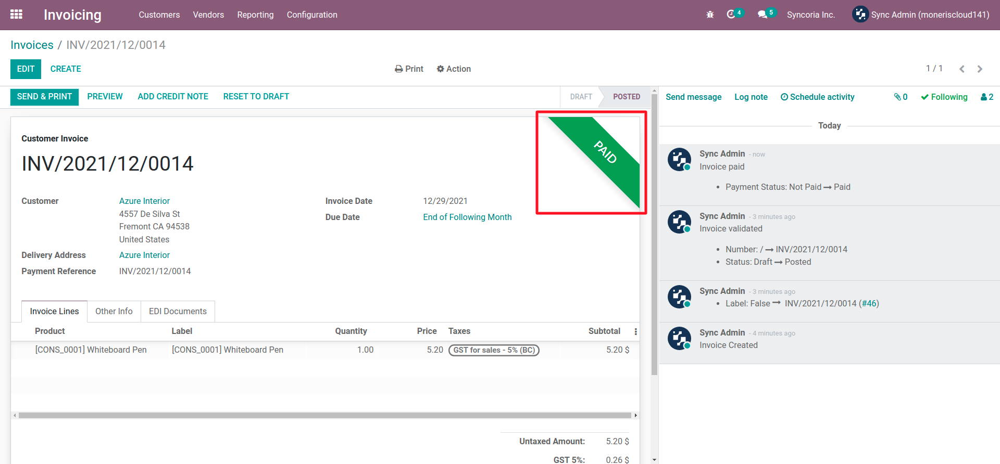 Invoicing Customers Vendors Reporting Configuration 4 5 Syncoria Inc. Sync Admin (moneriscloud141)
Invoices / INV/2021/12/0014
EDIT CREATE Print Action 1 / 1
SEND & PRINT PREVIEW ADD CREDIT NOTE RESET TO DRAFT DRAFT POSTED
PAID
Customer Invoice
INV/2021/12/0014
Customer Azure Interior
4557 De Silva St
Fremont CA 94538
United States
Invoice Date 12/29/2021
Due Date End of Following Month
Delivery Address Azure Interior
Payment Reference INV/2021/12/0014
Invoice Lines Other Info EDI Documents
Product Label Quantity Price Taxes Subtotal
[CONS_0001] Whiteboard Pen [CONS_0001] Whiteboard Pen 1.00 5.20 GST for sales - 5% (BC) 5.20 $
Untaxed Amount: 5.20 $
GST 5%: 0.26 $
Send message Log note Schedule activity 0 Following 2
Today
Sync Admin - now
Invoice paid
• Payment Status: Not Paid → Paid
Sync Admin - 3 minutes ago
Invoice validated
• Number: / → INV/2021/12/0014
• Status: Draft → Posted
Sync Admin - 3 minutes ago
• Label: False → INV/2021/12/0014 (#46)
Sync Admin - 4 minutes ago
Invoice Created